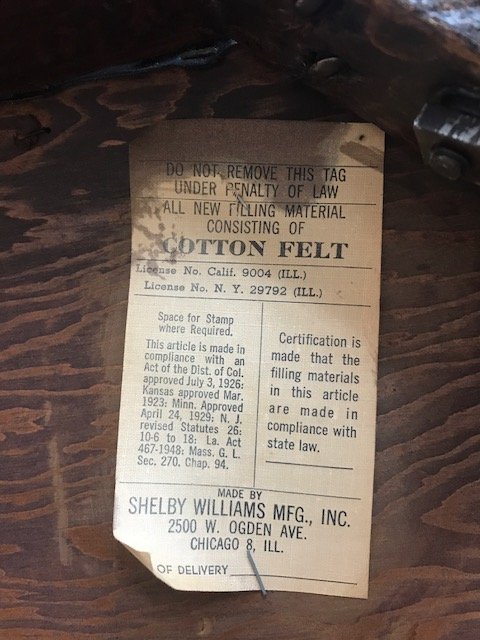 DO NOT REMOVE THIS TAG
UNDER PENALTY OF LAW
ALL NEW FILLING MATERIAL
CONSISTING OF
COTTON FELT
License No. Calif. 9004 (ILL.)
License No. N. Y. 29792 (ILL.)
Space for Stamp
where Required.
This article is made in
compliance with an
Act of the Dist. of Col.
approved July 3, 1926;
Kansas approved Mar.
1923; Minn. Approved
April 24, 1929; N. J.
revised Statutes 26:
10-6 to 18; La. Act
467-1948; Mass. G. L.
Sec. 270. Chap. 94.
Certification is
made that the
filling materials
in this article
are made in
compliance with
state law.
MADE BY
SHELBY WILLIAMS MFG., INC.
2500 W. OGDEN AVE.
CHICAGO 8, ILL.
OF DELIVERY